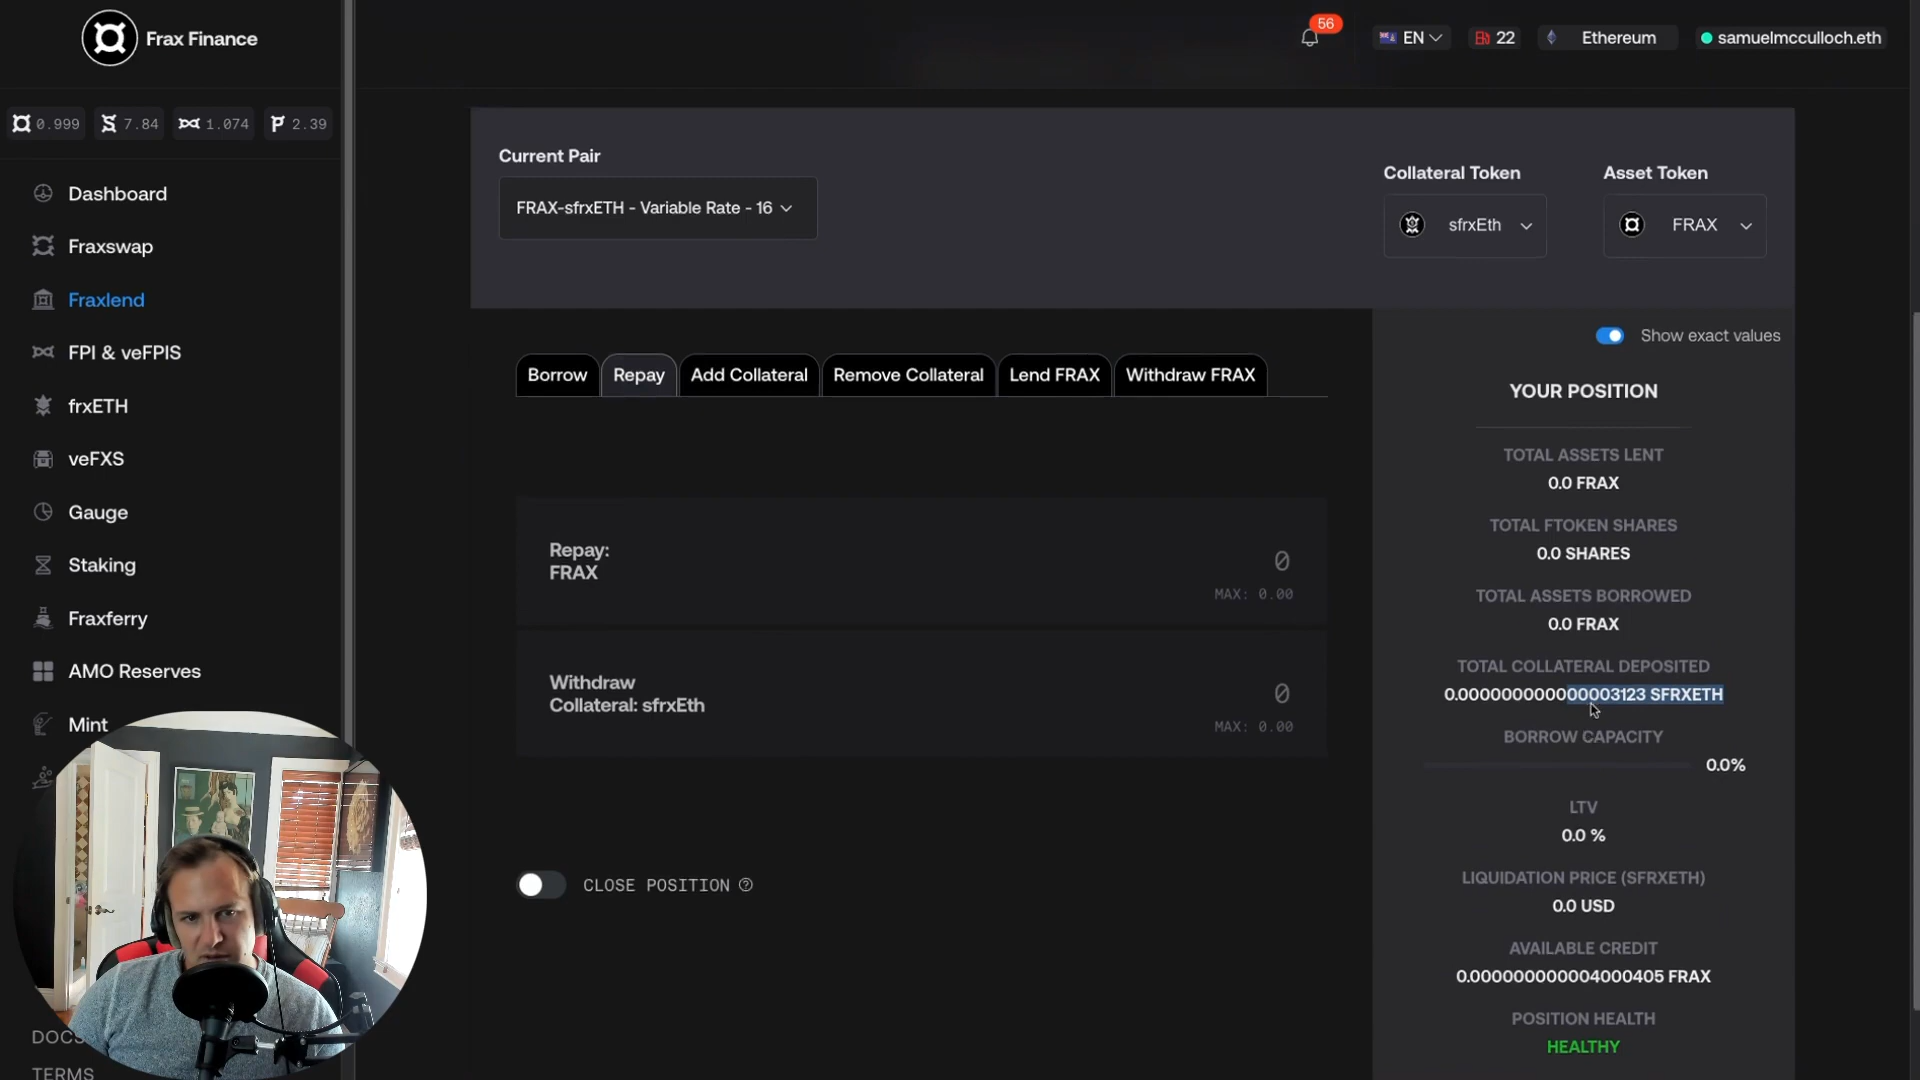 Frax Finance
56
EN
22
Ethereum
samuelmcculloch.eth
0.999
7.84
1.074
2.39
Dashboard
Fraxswap
Fraxlend
FPI & veFPIS
frxETH
veFXS
Gauge
Staking
Fraxferry
AMO Reserves
Mint
DOCS
TERMS
Current Pair
FRAX-sfrxETH - Variable Rate - 16
Collateral Token
sfrxEth
Asset Token
FRAX
Borrow
Repay
Add Collateral
Remove Collateral
Lend FRAX
Withdraw FRAX
Repay:
FRAX
0
MAX: 0.00
Withdraw
Collateral: sfrxEth
0
MAX: 0.00
CLOSE POSITION
Show exact values
YOUR POSITION
TOTAL ASSETS LENT
0.0 FRAX
TOTAL FTOKEN SHARES
0.0 SHARES
TOTAL ASSETS BORROWED
0.0 FRAX
TOTAL COLLATERAL DEPOSITED
SFRXETH
BORROW CAPACITY
0.0%
LTV
0.0 %
LIQUIDATION PRICE (SFRXETH)
0.0 USD
AVAILABLE CREDIT
0.000000000004000405 FRAX
POSITION HEALTH
HEALTHY